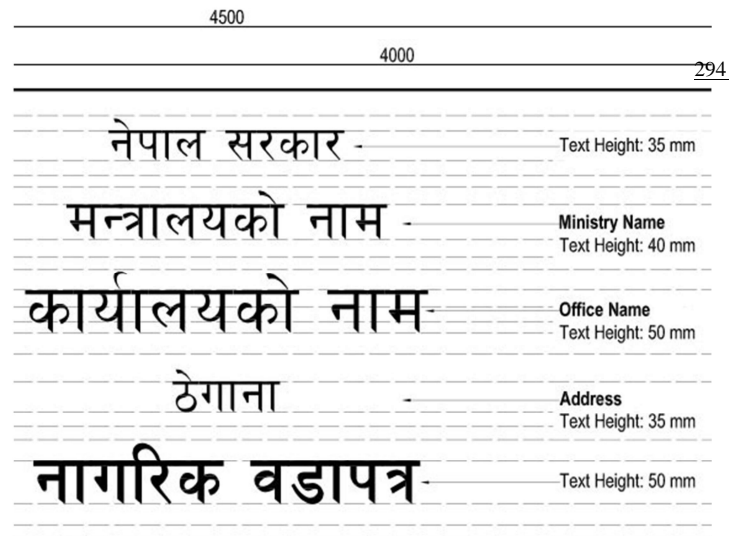 4500
4000
294
नेपाल सरकार
Text Height: 35 mm
मन्त्रालयको नाम
Ministry Name
Text Height: 40 mm
कार्यालयको नाम
Office Name
Text Height: 50 mm
ठेगाना
Address
Text Height: 35 mm
नागरिक वडापत्र
Text Height: 50 mm